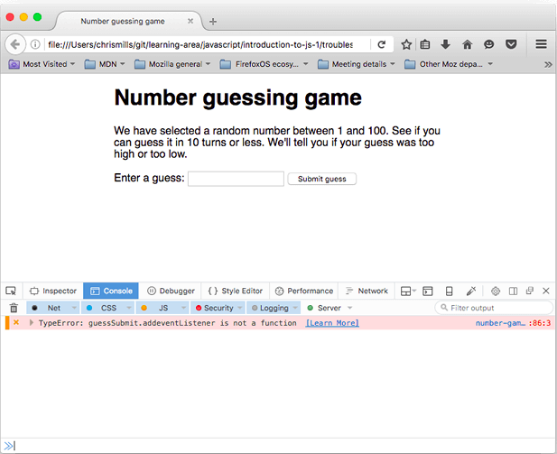 Number guessing game
file:///Users/chrismills/git/learning-area/javascript/introduction-to-js-1/troubles
Search
Most Visited MDN Mozilla general FirefoxOS ecosy... Meeting details Other Moz depa...
Number guessing game
We have selected a random number between 1 and 100. See if you
can guess it in 10 turns or less. We'll tell you if your guess was too
high or too low.
Enter a guess: Submit guess
Inspector Console Debugger { } Style Editor Performance Network
Net CSS JS Security Logging Server Filter output
TypeError: guessSubmit.addeventListener is not a function [Learn More] number-gam… :86:3